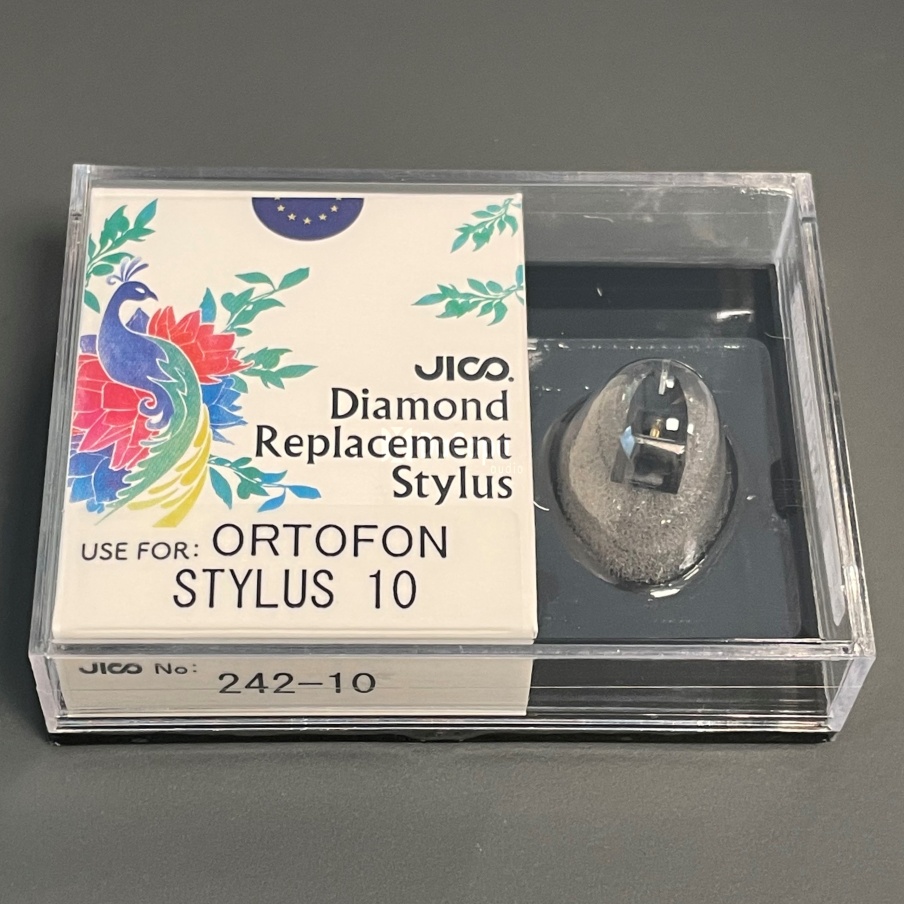 JICO.
Diamond
Replacement
Stylus
USE FOR: ORTOFON
STYLUS 10
JICO No:
242-10